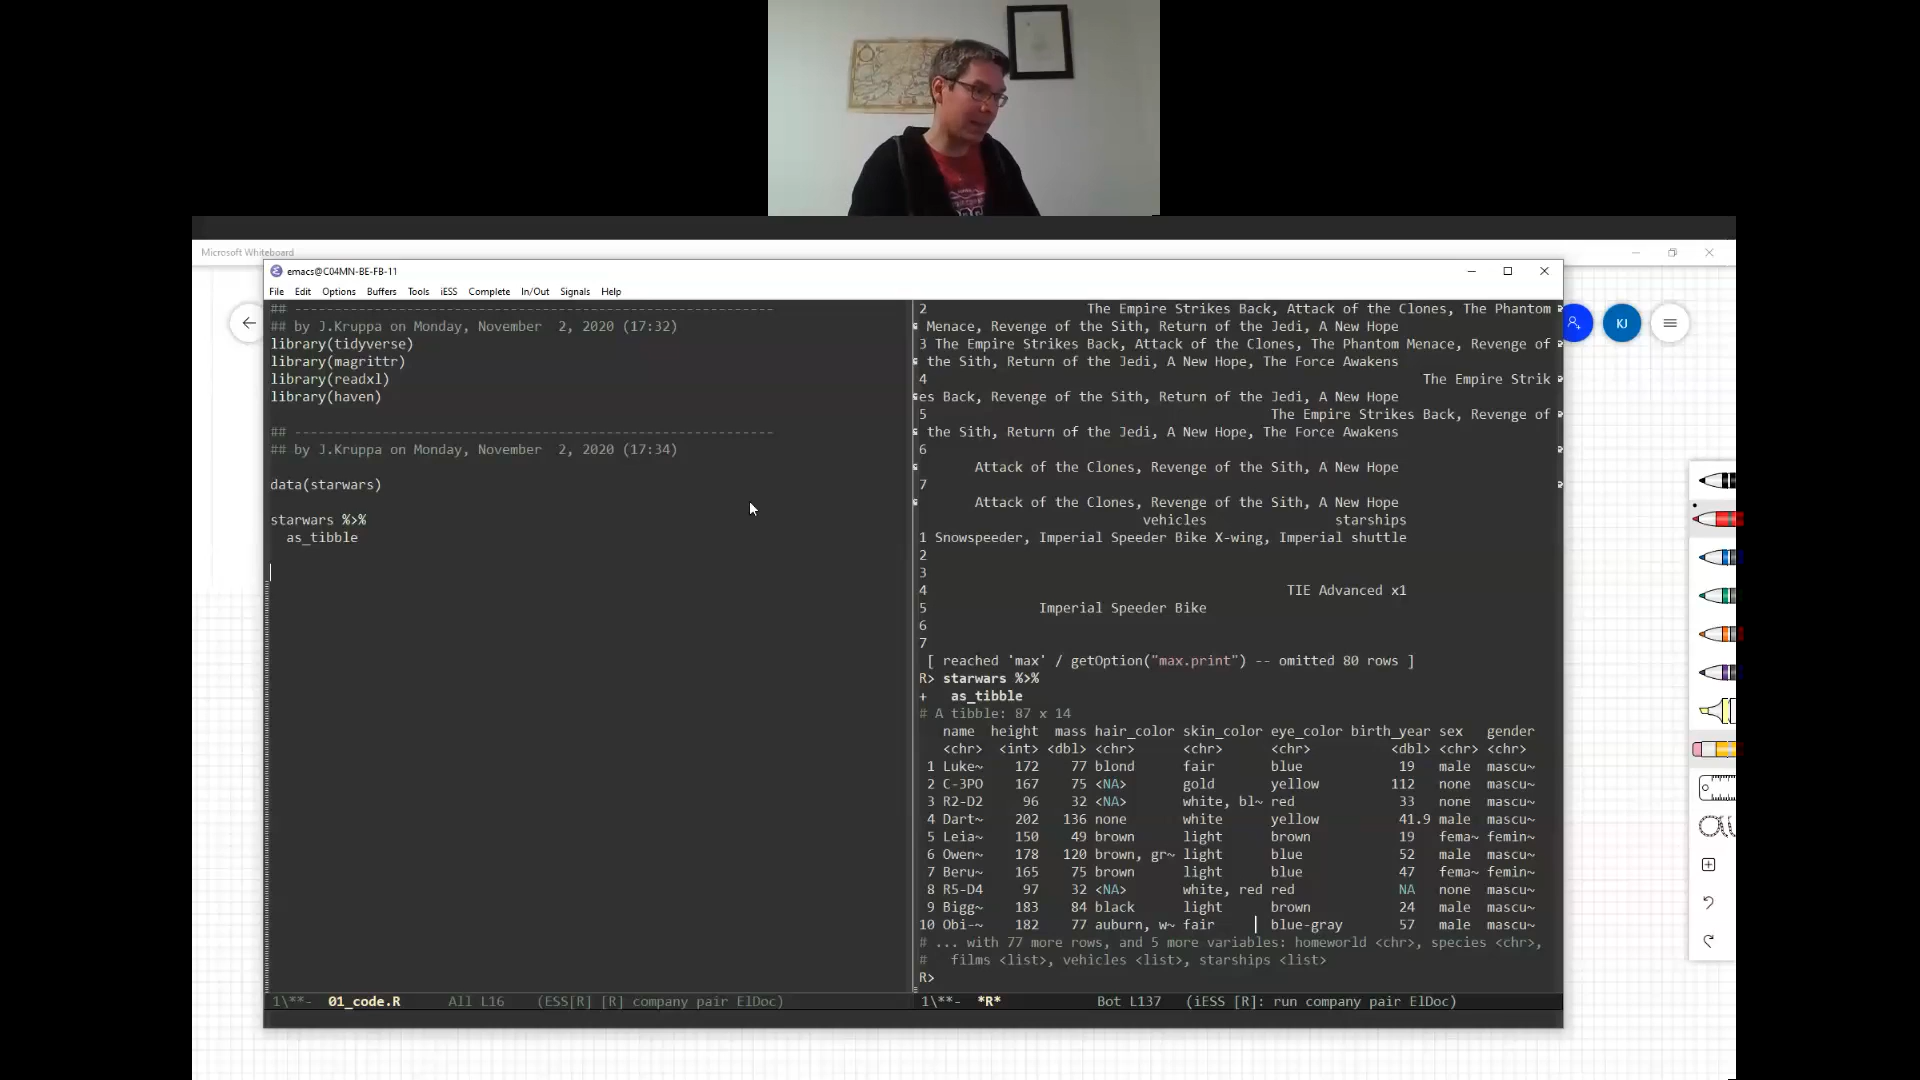 Microsoft Whiteboard
emacs@C04MN-BE-FB-11
File Edit Options Buffers Tools iESS Complete In/Out Signals Help
## ------------------------------------------------------------
## by J.Kruppa on Monday, November  2, 2020 (17:32)
library(tidyverse)
library(magrittr)
library(readxl)
library(haven)
## ------------------------------------------------------------
## by J.Kruppa on Monday, November  2, 2020 (17:34)
data(starwars)
starwars %>%
as_tibble
1\**-  01_code.R      All L16    (ESS[R] [R] company pair ElDoc)
2 The Empire Strikes Back, Attack of the Clones, The Phantom
Menace, Revenge of the Sith, Return of the Jedi, A New Hope
3 The Empire Strikes Back, Attack of the Clones, The Phantom Menace, Revenge of
the Sith, Return of the Jedi, A New Hope, The Force Awakens
4 The Empire Strik
es Back, Revenge of the Sith, Return of the Jedi, A New Hope
5 The Empire Strikes Back, Revenge of
the Sith, Return of the Jedi, A New Hope, The Force Awakens
6
Attack of the Clones, Revenge of the Sith, A New Hope
7
Attack of the Clones, Revenge of the Sith, A New Hope
vehicles starships
1 Snowspeeder, Imperial Speeder Bike X-wing, Imperial shuttle
2
3
4 TIE Advanced x1
5 Imperial Speeder Bike
6
7
[ reached 'max' / getOption("max.print") -- omitted 80 rows ]
R> starwars %>%
+   as_tibble
# A tibble: 87 x 14
name height mass hair_color skin_color eye_color birth_year sex gender
<chr> <int> <dbl> <chr> <chr> <chr> <dbl> <chr> <chr>
1 Luke~ 172 77 blond fair blue 19 male mascu~
2 C-3PO 167 75 <NA> gold yellow 112 none mascu~
3 R2-D2 96 32 <NA> white, bl~ red 33 none mascu~
4 Dart~ 202 136 none white yellow 41.9 male mascu~
5 Leia~ 150 49 brown light brown 19 fema~ femin~
6 Owen~ 178 120 brown, gr~ light blue 52 male mascu~
7 Beru~ 165 75 brown light blue 47 fema~ femin~
8 R5-D4 97 32 <NA> white, red red NA none mascu~
9 Bigg~ 183 84 black light brown 24 male mascu~
10 Obi-~ 182 77 auburn, w~ fair blue-gray 57 male mascu~
# ... with 77 more rows, and 5 more variables: homeworld <chr>, species <chr>,
#   films <list>, vehicles <list>, starships <list>
R>
1\**-  *R*            Bot L137   (iESS [R]: run company pair ElDoc)
KJ